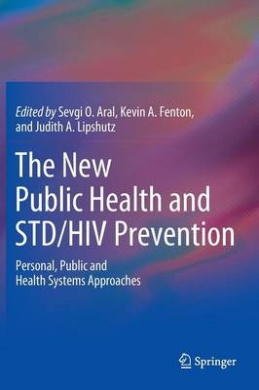 Edited by Sevgi O. Aral, Kevin A. Fenton,
and Judith A. Lipshutz
The New
Public Health and
STD/HIV Prevention
Personal, Public and
Health Systems Approaches
Springer